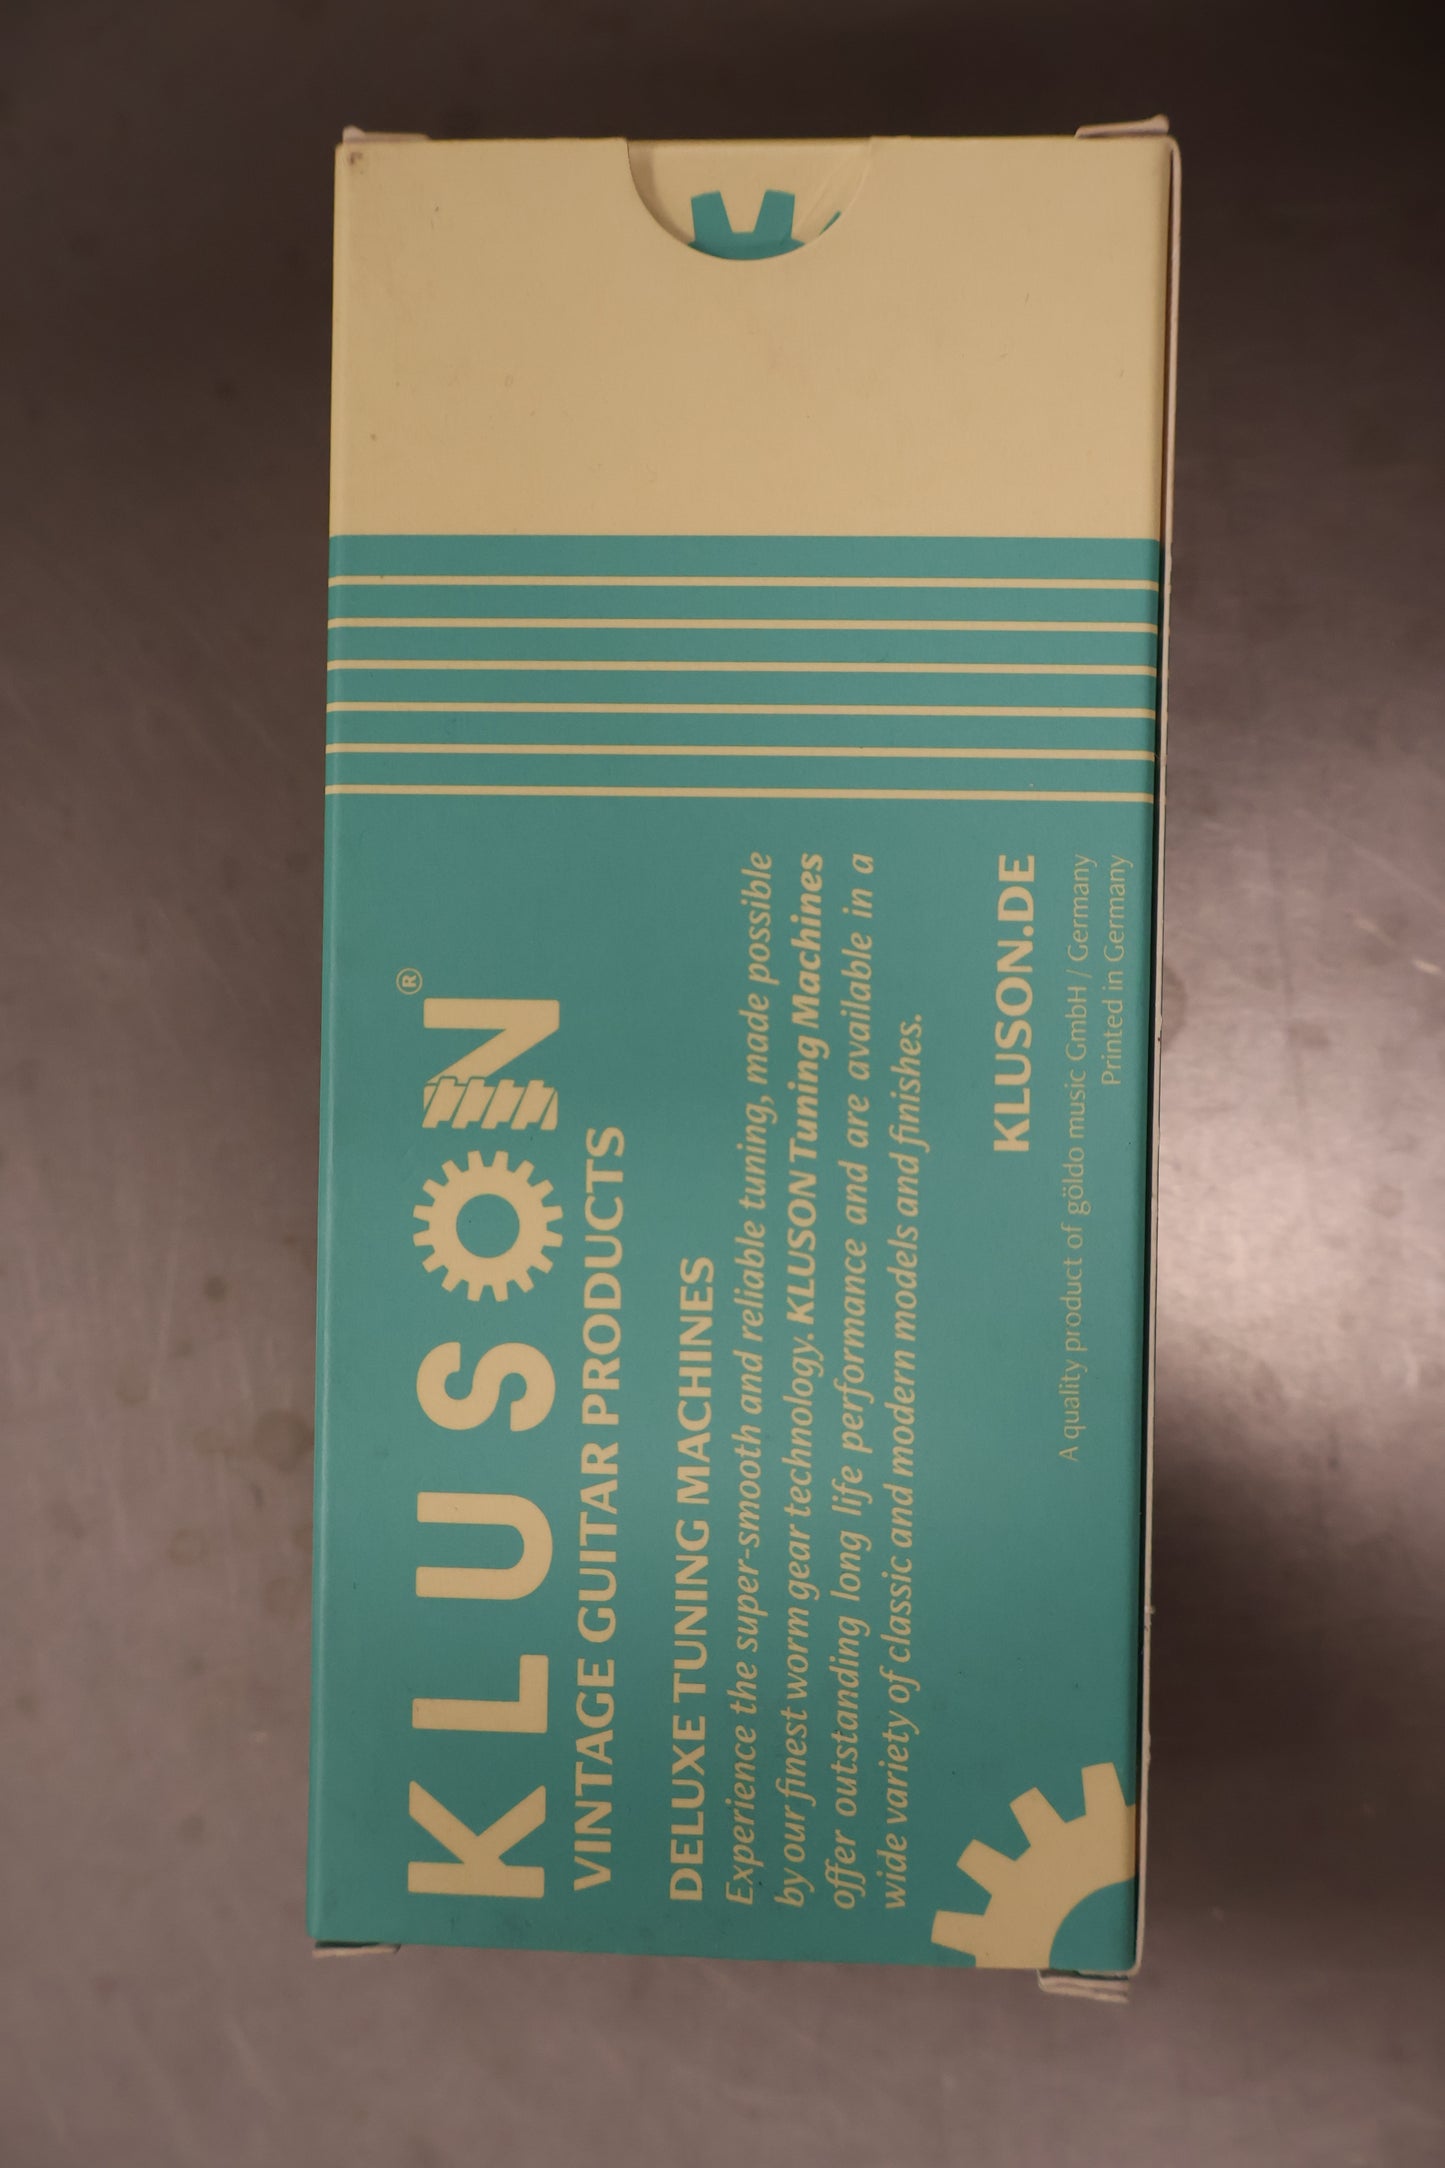 KLUSON®
VINTAGE GUITAR PRODUCTS
DELUXE TUNING MACHINES
Experience the super-smooth and reliable tuning, made possible
by our finest worm gear technology. KLUSON Tuning Machines
offer outstanding long life performance and are available in a
wide variety of classic and modern models and finishes.
KLUSON.DE
A quality product of göldo music GmbH / Germany
Printed in Germany